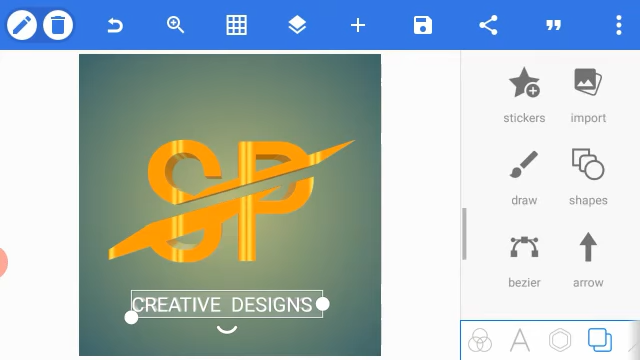 stickers import
SP
draw shapes
bezier arrow
CREATIVE DESIGNS